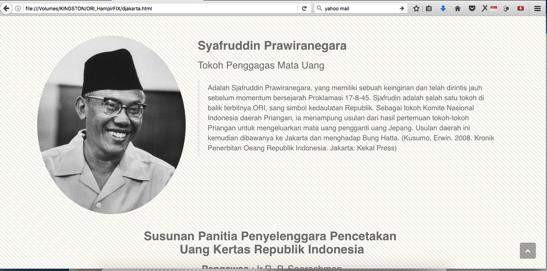 file:///Volumes/KINGSTON/ORI_Hampir/FIX/djakarta.html
yahoo mail
Syafruddin Prawiranegara
Tokoh Penggagas Mata Uang
Adalah Sjafruddin Prawiranegara, yang memiliki sebuah keinginan dan telah dirintis jauh
sebelum momentum bersejarah Proklamasi 17-8-45. Sjafrudin adalah salah satu tokoh di
balik terbitnya ORI, sang simbol kedaulatan Republik. Sebagai tokoh Komite Nasional
Indonesia daerah Priangan, ia menampung usulan dari hasil pertemuan tokoh-tokoh
Priangan untuk mengeluarkan mata uang pengganti uang Jepang. Usulan daerah ini
kemudian dibawanya ke Jakarta dan menghadap Bung Hatta. (Kusumo, Erwin. 2008. Kronik
Penerbitan Oeang Republik Indonesia. Jakarta: Kekal Press)
Susunan Panitia Penyelenggara Pencetakan
Uang Kertas Republik Indonesia